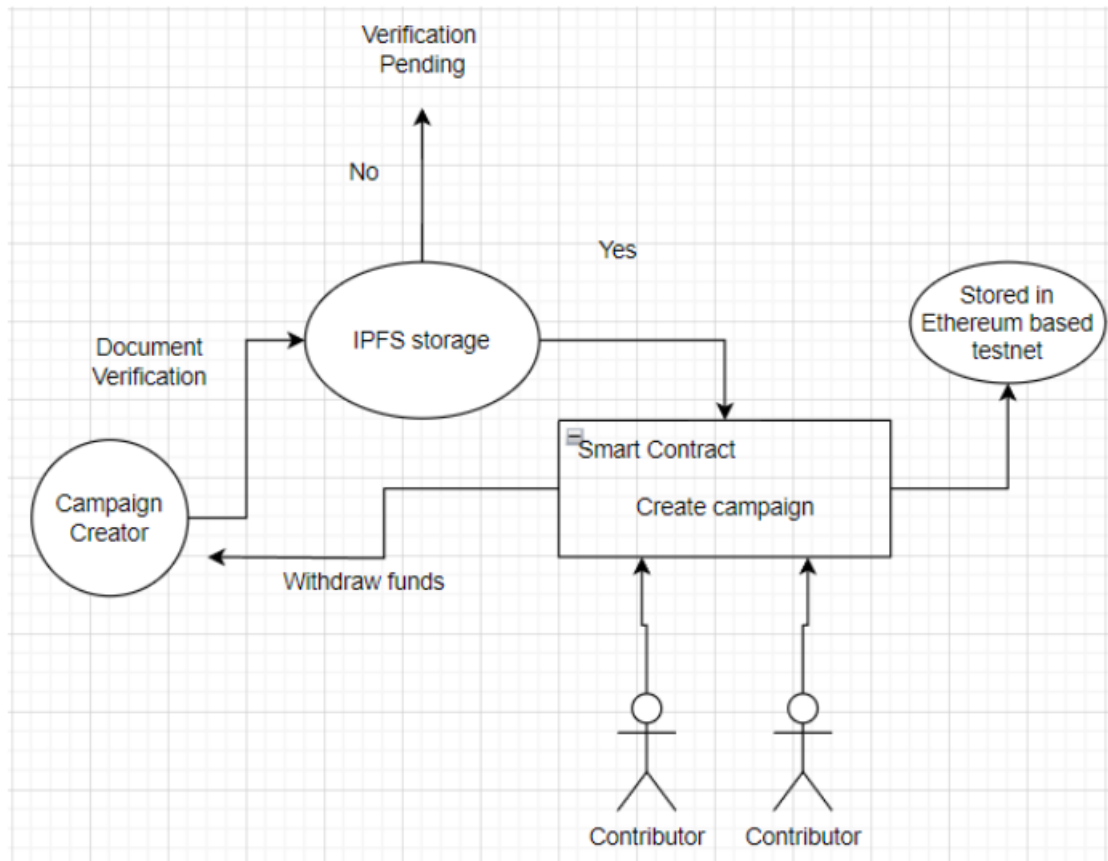 Verification
Pending
No
Yes
Stored in
Ethereum based
testnet
IPFS storage
Document
Verification
Smart Contract
Campaign
Creator
Create campaign
Withdraw funds
Contributor
Contributor